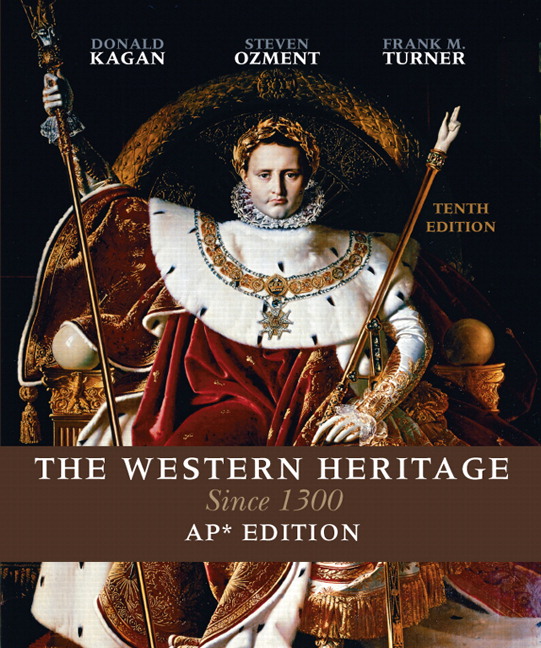 DONALD KAGAN
STEVEN OZMENT
FRANK M. TURNER
TENTH
EDITION
THE WESTERN HERITAGE
Since 1300
AP* EDITION